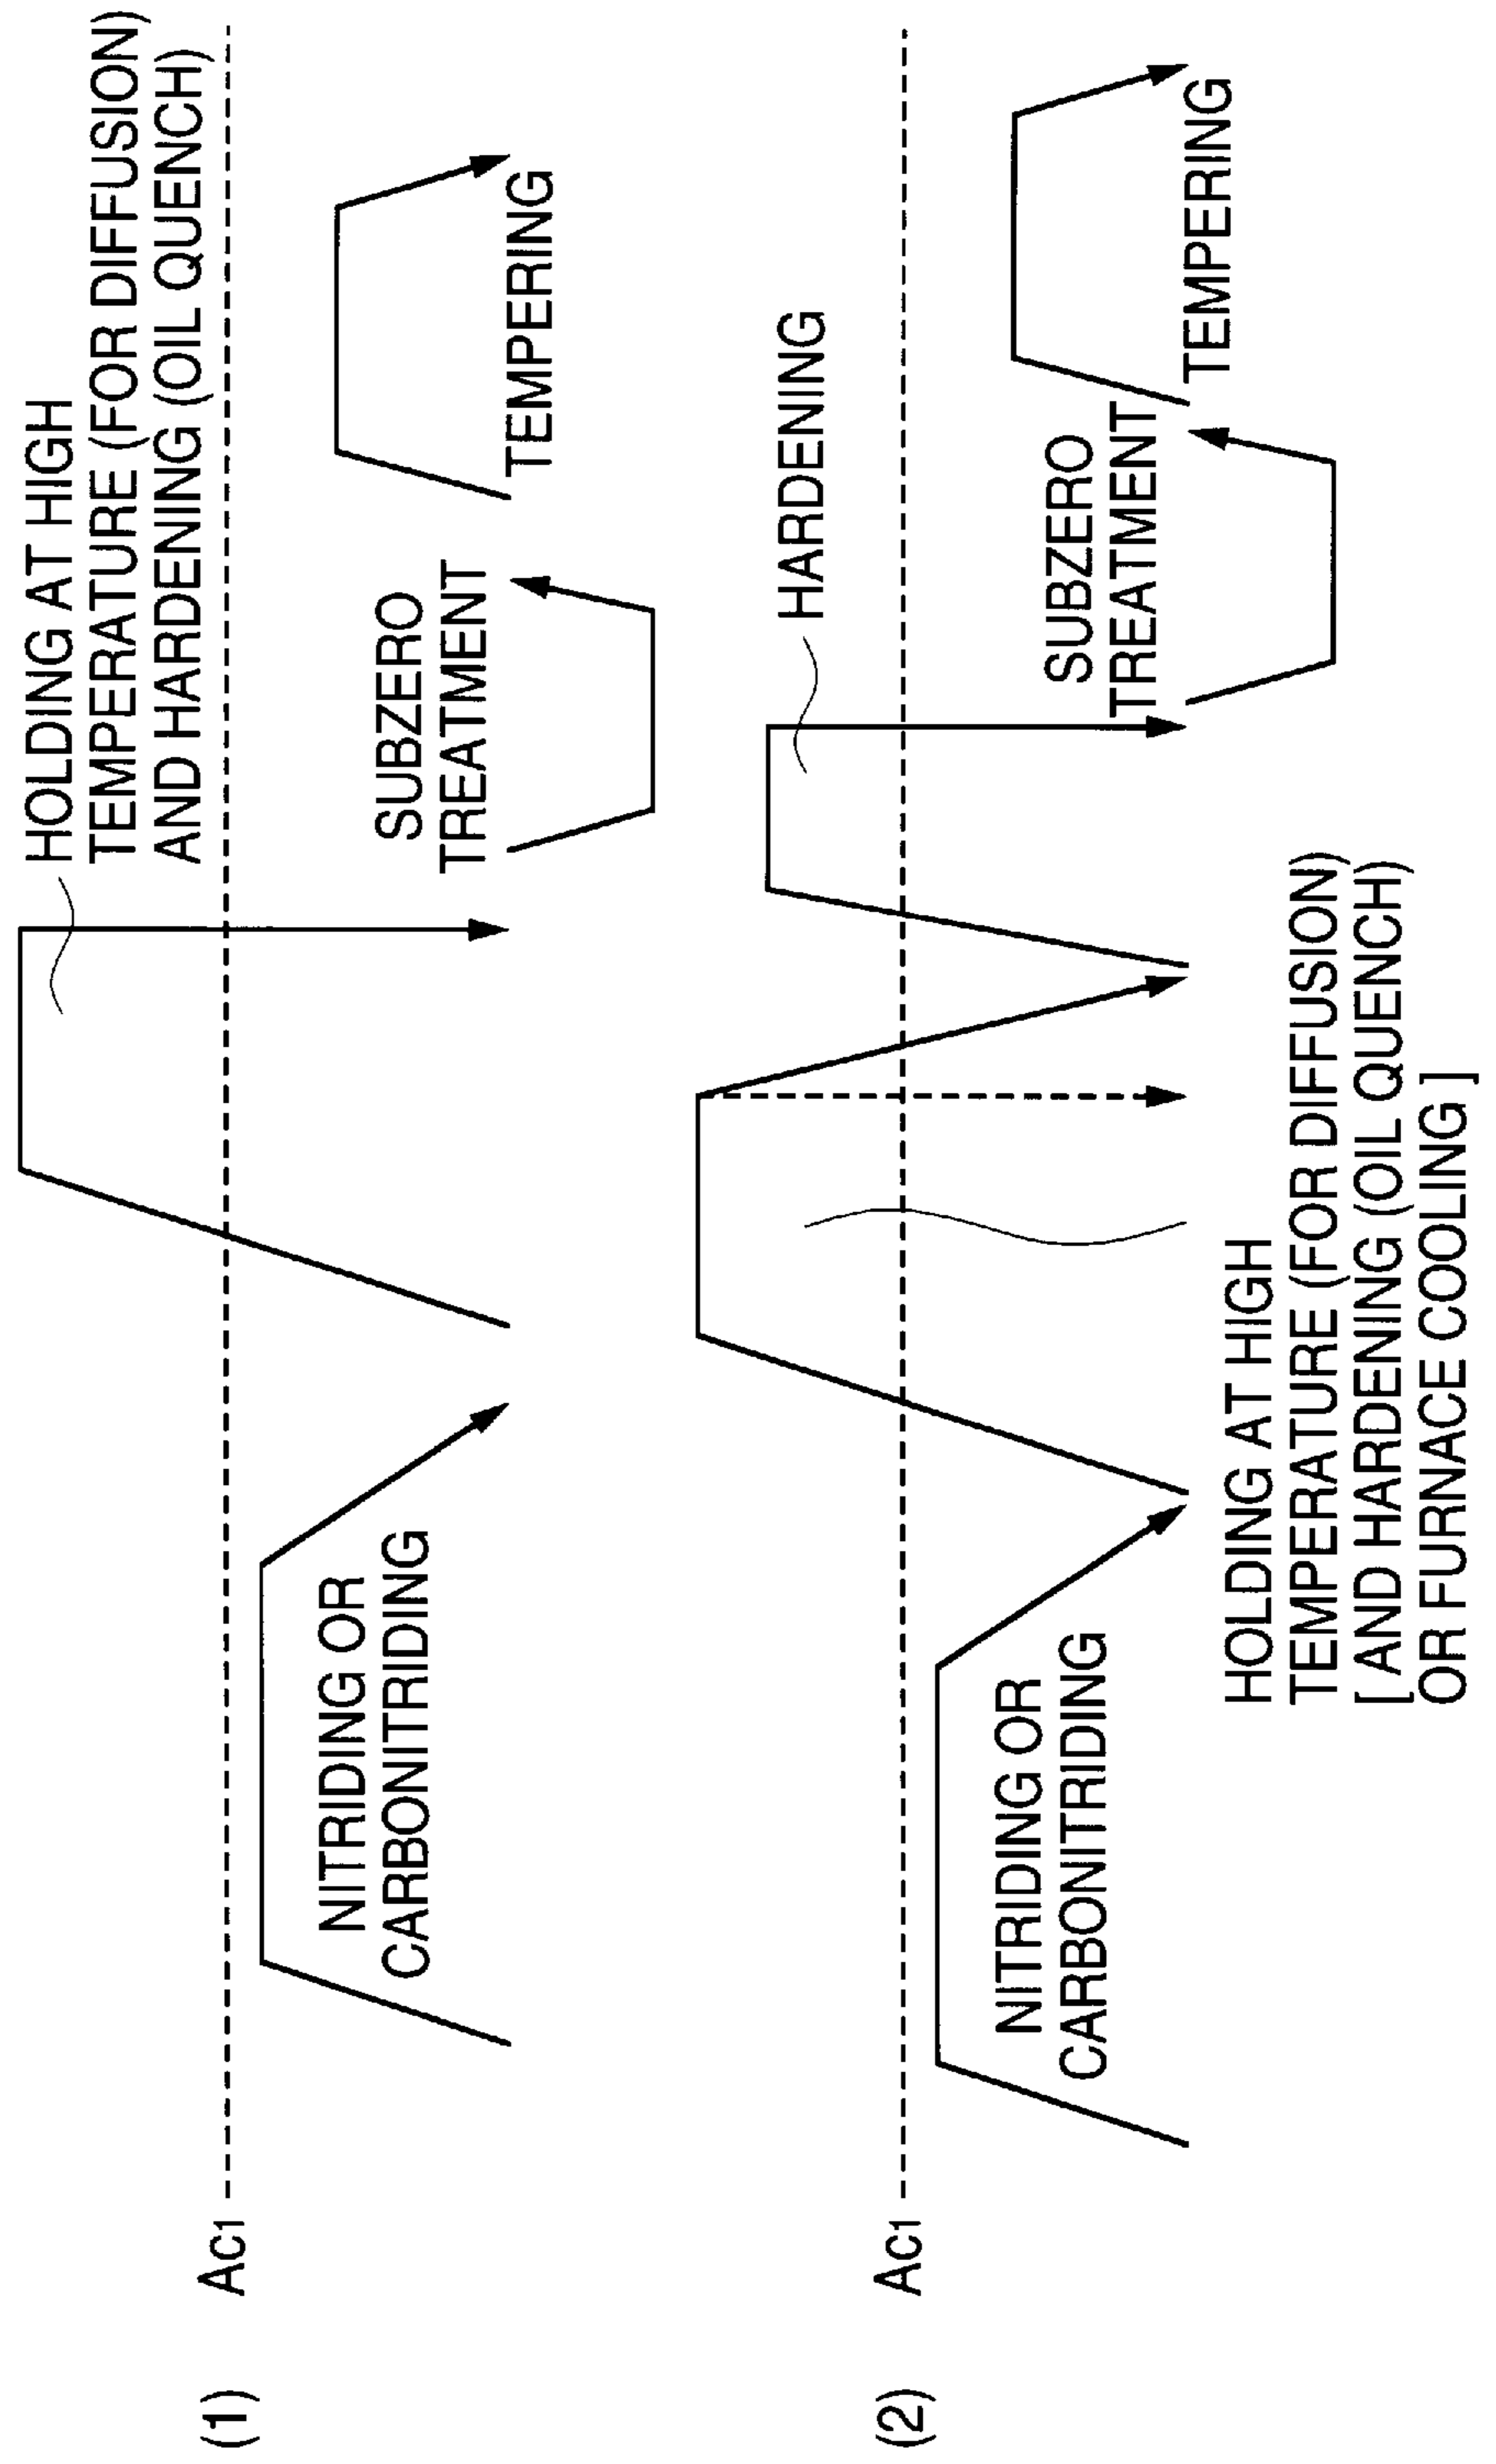 (1)
Ac1
NITRIDING OR
CARBONITRIDING
HOLDING AT HIGH
TEMPERATURE (FOR DIFFUSION)
AND HARDENING (OIL QUENCH)
SUBZERO
TREATMENT
TEMPERING
(2)
Ac1
NITRIDING OR
CARBONITRIDING
HOLDING AT HIGH
TEMPERATURE (FOR DIFFUSION)
[ AND HARDENING (OIL QUENCH)
OR FURNACE COOLING ]
HARDENING
SUBZERO
TREATMENT
TEMPERING